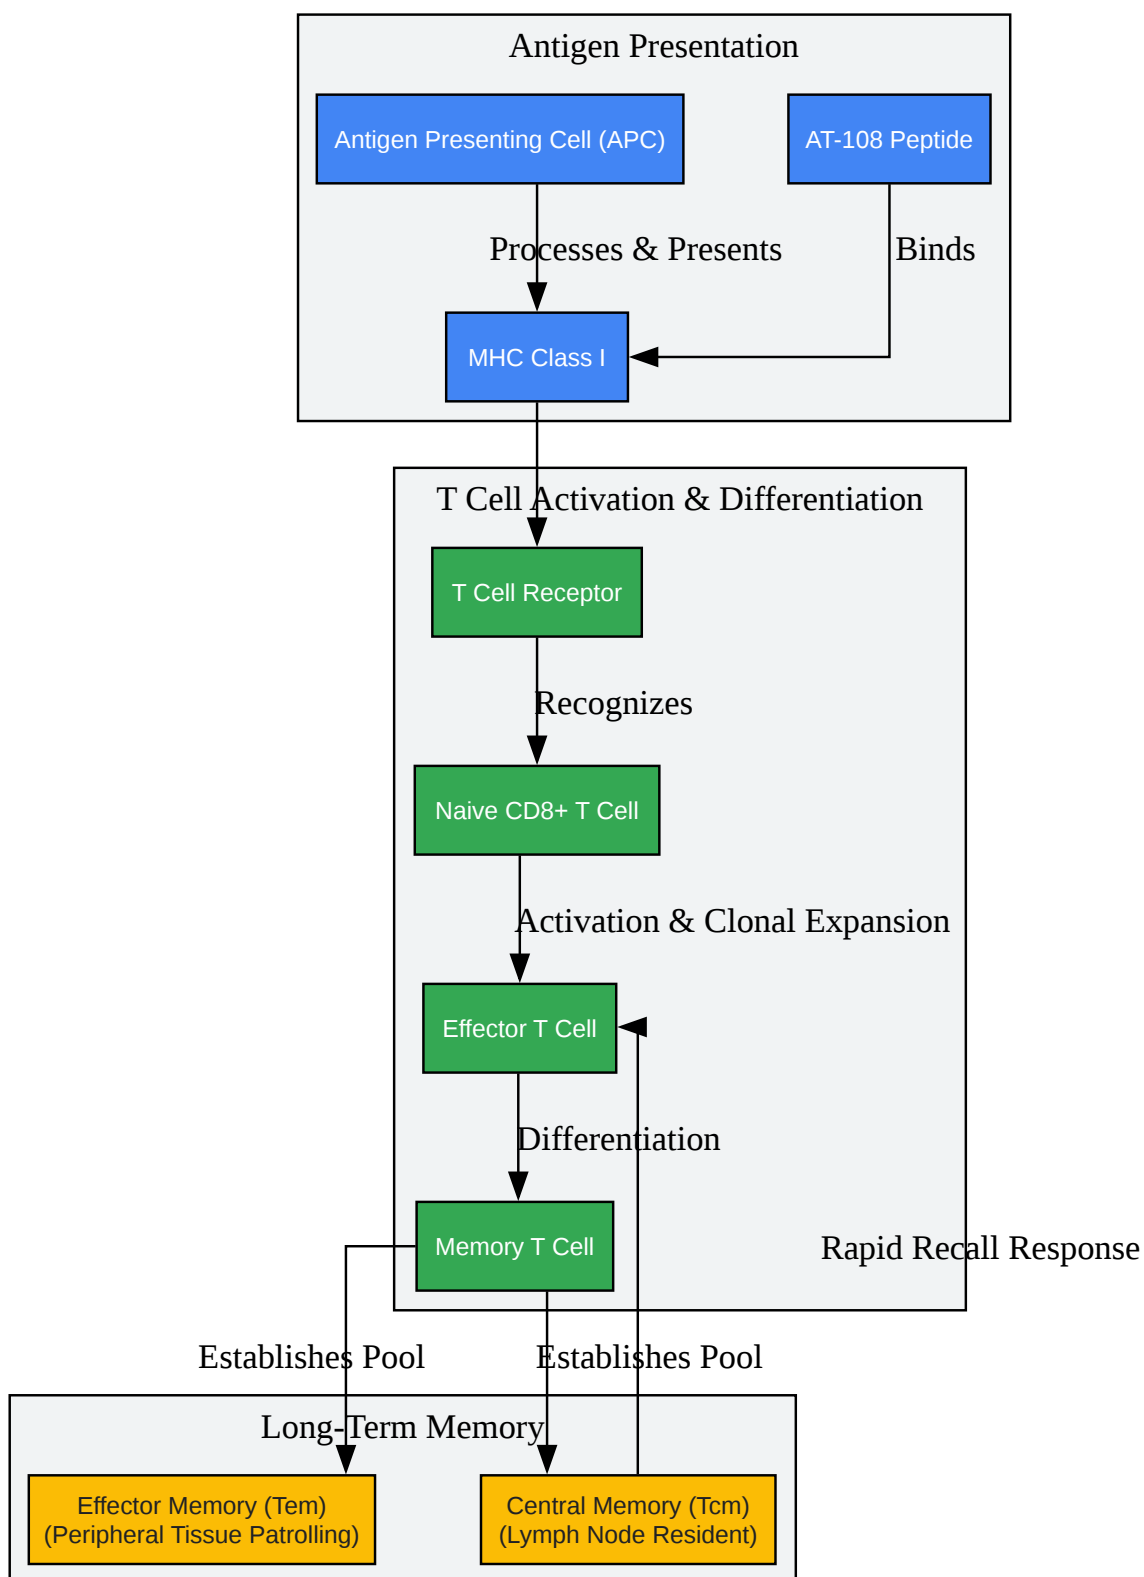 Antigen Presentation
Antigen Presenting Cell (APC)
AT-108 Peptide
Processes & Presents
Binds
MHC Class I
T Cell Activation & Differentiation
T Cell Receptor
Recognizes
Naive CD8+ T Cell
Activation & Clonal Expansion
Effector T Cell
Differentiation
Memory T Cell
Rapid Recall Response
Establishes Pool
Establishes Pool
Long-Term Memory
Effector Memory (Tem)
(Peripheral Tissue Patrolling)
Central Memory (Tcm)
(Lymph Node Resident)